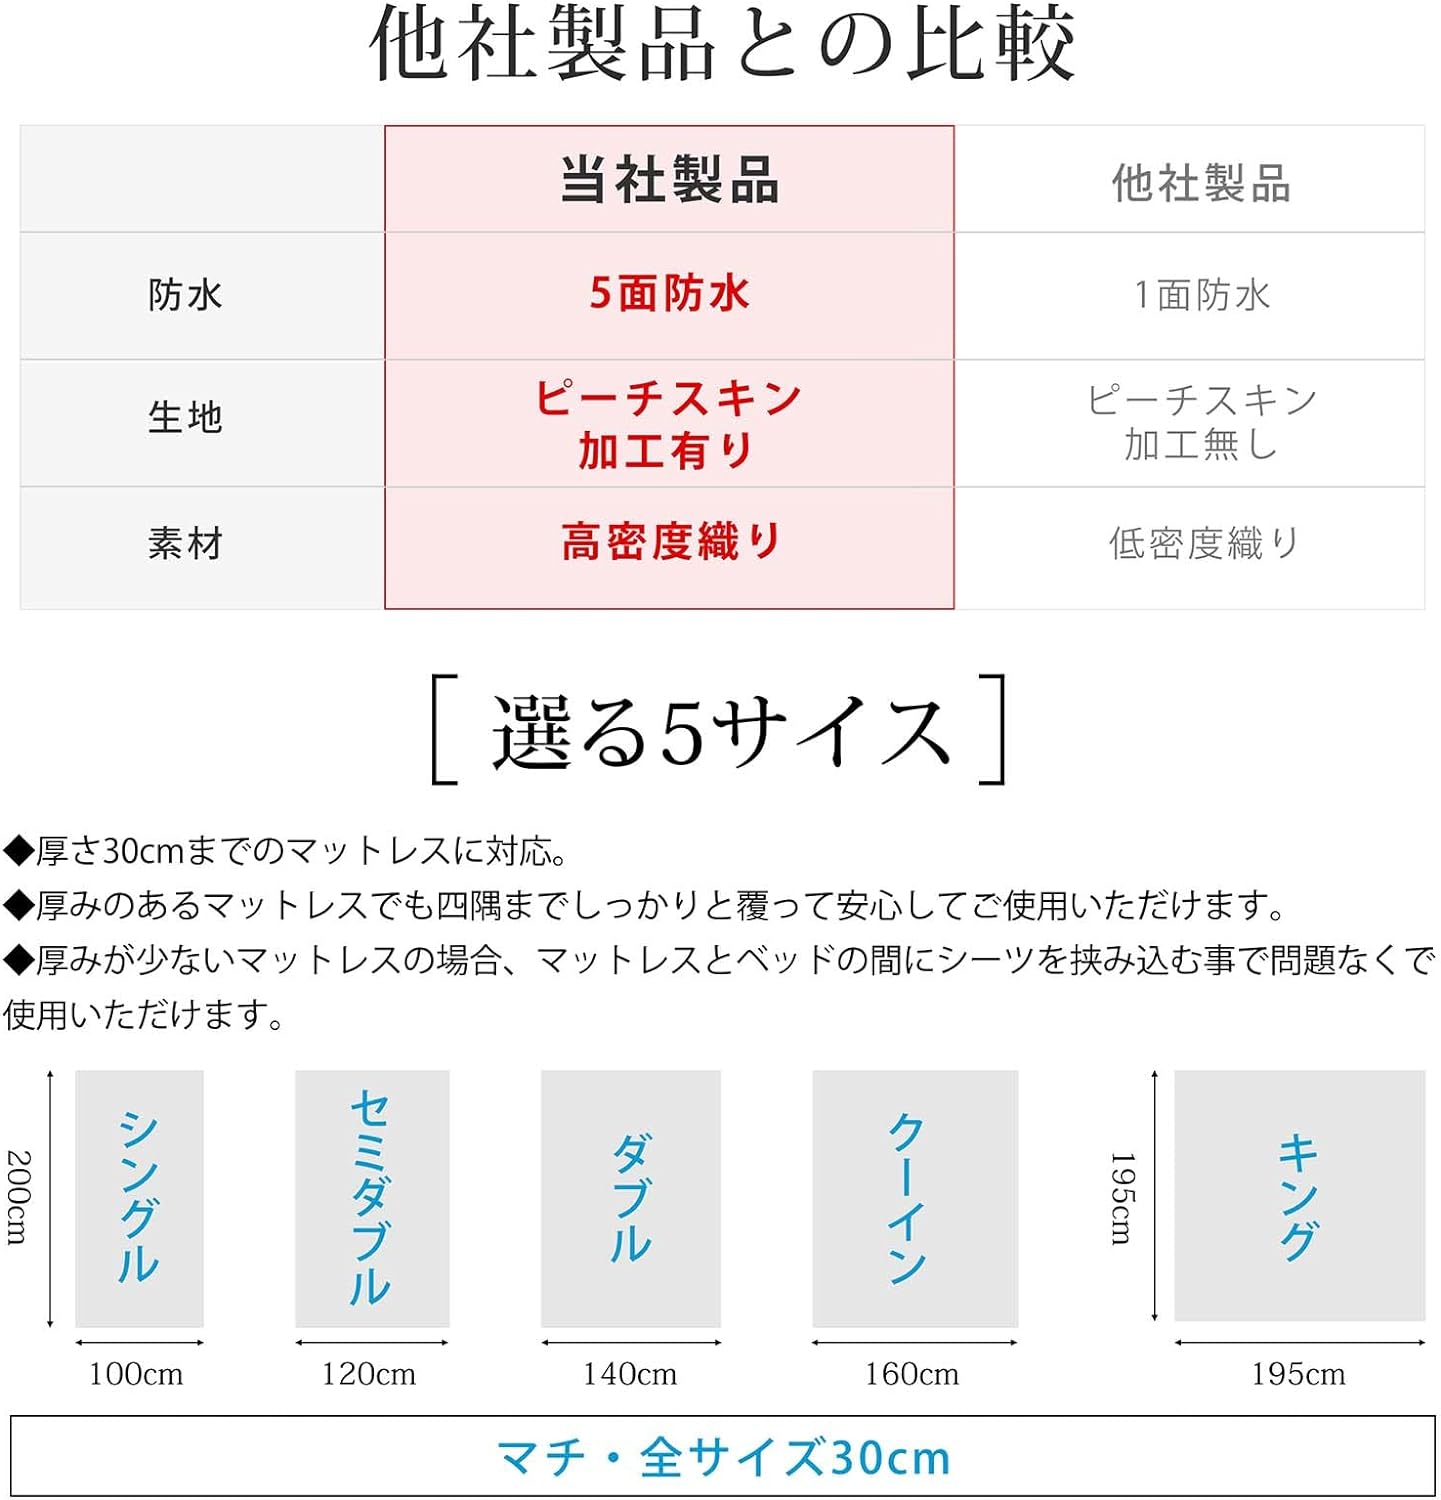 他社製品との比較
当社製品
他社製品
防水
5面防水
1面防水
生地
ピーチスキン
加工有り
ピーチスキン
加工無し
素材
高密度織り
低密度織り
[ 選る5サイス ]
◆厚さ30cmまでのマットレスに対応。
◆厚みのあるマットレスでも四隅までしっかりと覆って安心してご使用いただけます。
◆厚みが少ないマットレスの場合、マットレスとベッドの間にシーツを挟み込む事で問題なくで
使用いただけます。
200cm
シングル
100cm
セミダブル
120cm
ダブル
140cm
クーイン
160cm
195cm
キング
195cm
マチ・全サイズ30cm